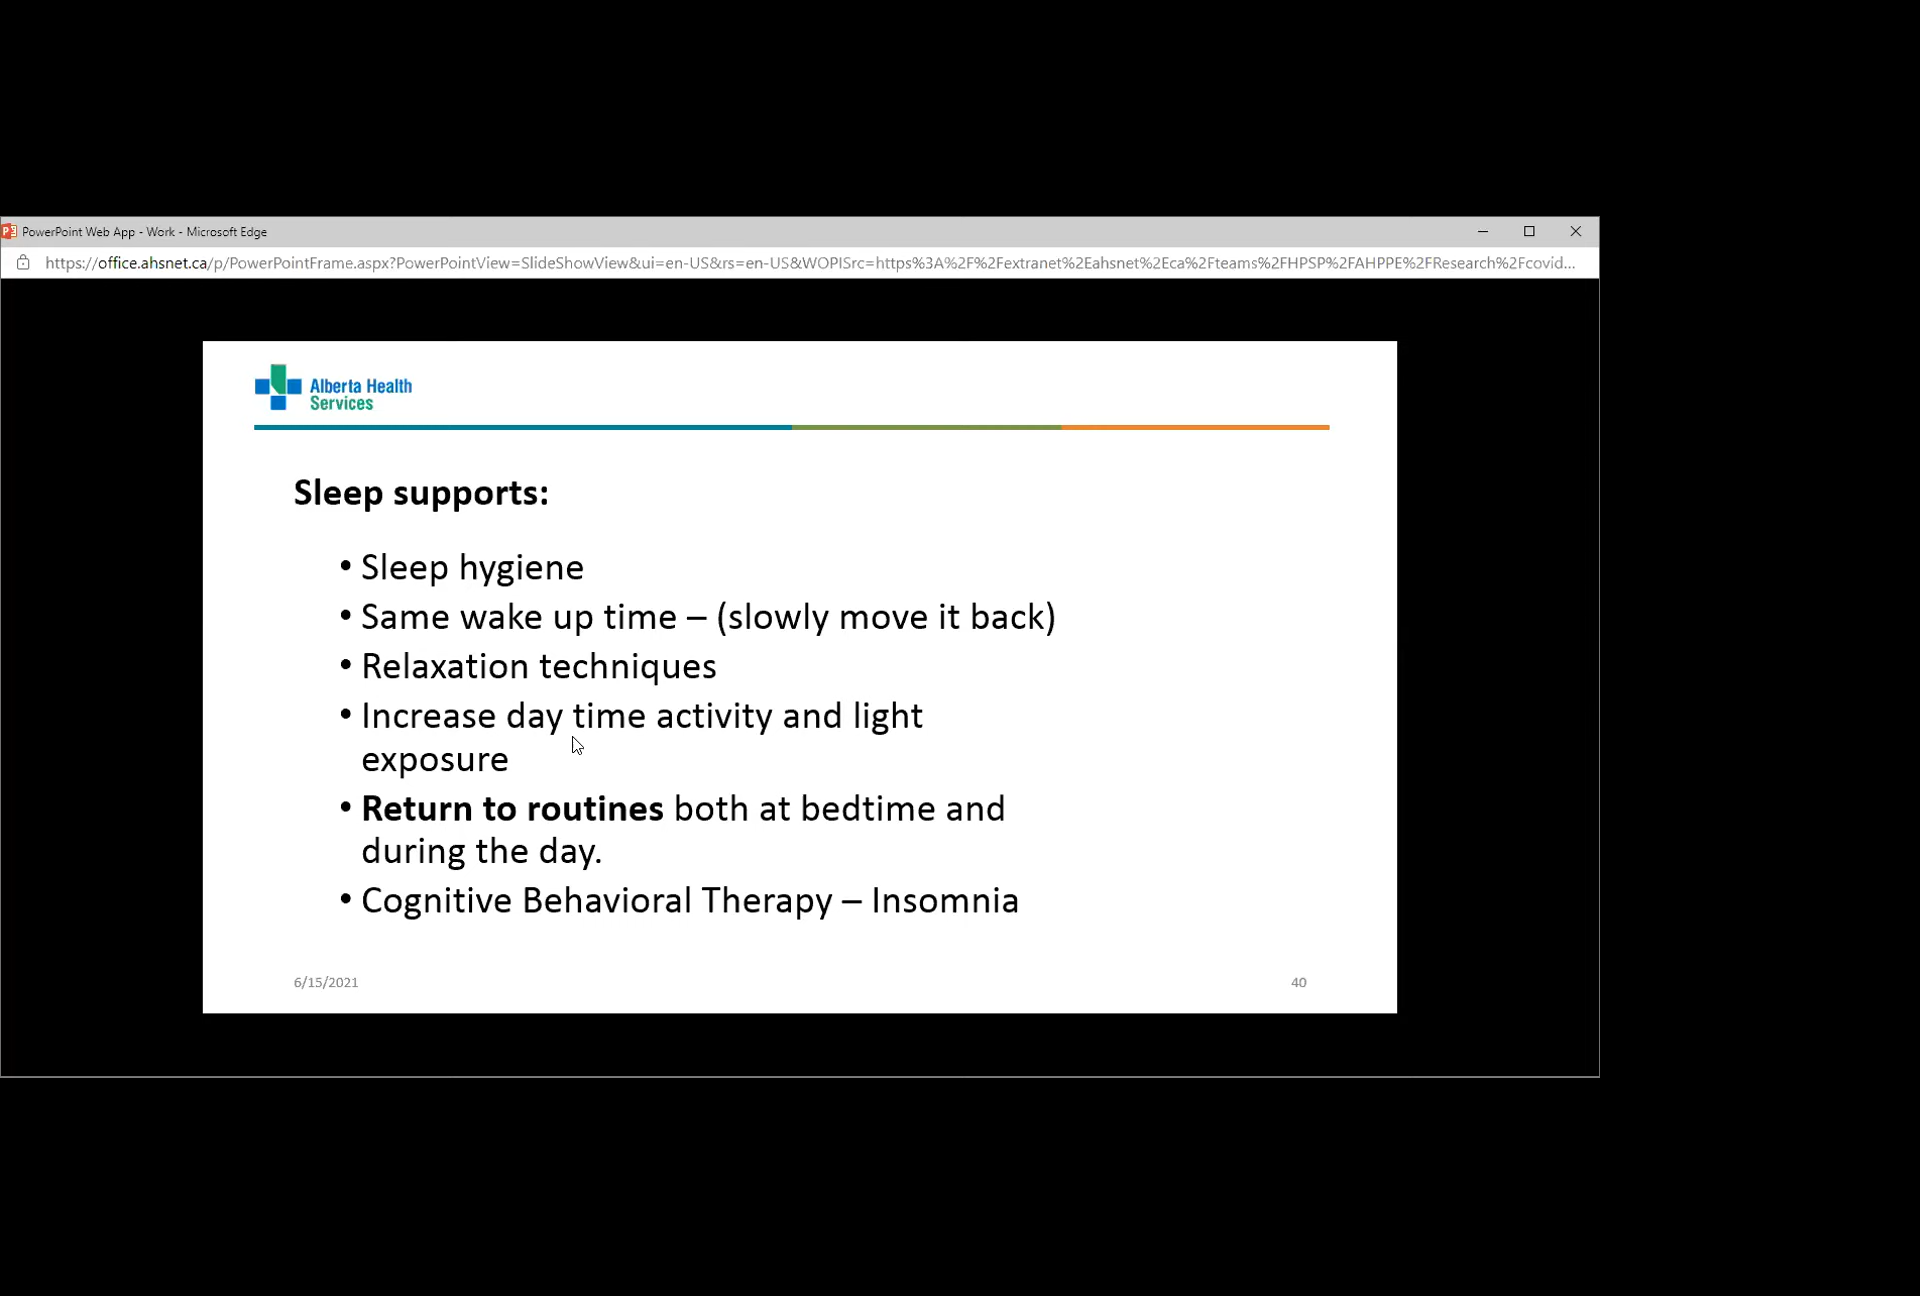 PowerPoint Web App - Work - Microsoft Edge
https://office.ahsnet.ca/p/PowerPointFrame.aspx?PowerPointView=SlideShowView&ui=en-US&rs=en-US&WOPISrc=https%3A%2F%2Fextranet%2Eahsnet%2Eca%2Fteams%2FHPSP%2FAHPPE%2FResearch%2Fcovid...
Alberta Health
Services
Sleep supports:
• Sleep hygiene
• Same wake up time – (slowly move it back)
• Relaxation techniques
• Increase day time activity and light
exposure
• Return to routines both at bedtime and
during the day.
• Cognitive Behavioral Therapy – Insomnia
6/15/2021
40